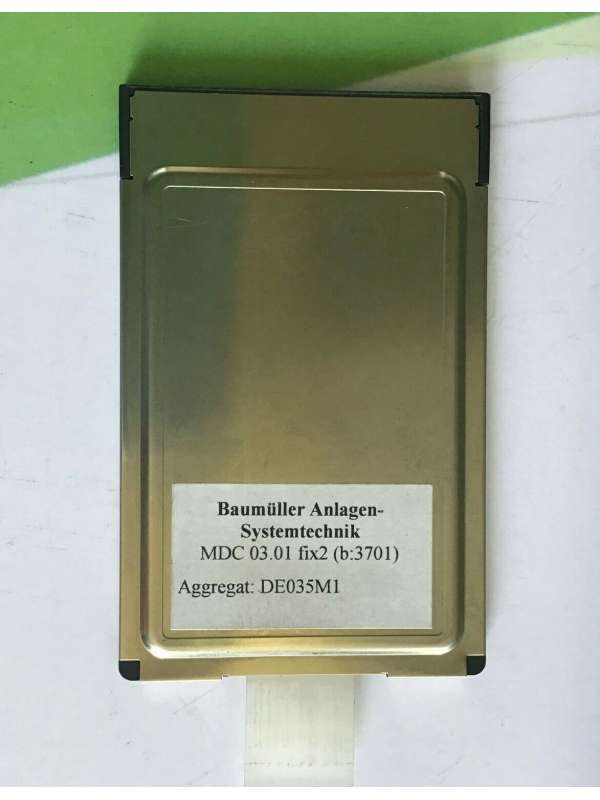 Baumüller Anlagen-
Systemtechnik
MDC 03.01 fix2 (b:3701)
Aggregat: DE035M1